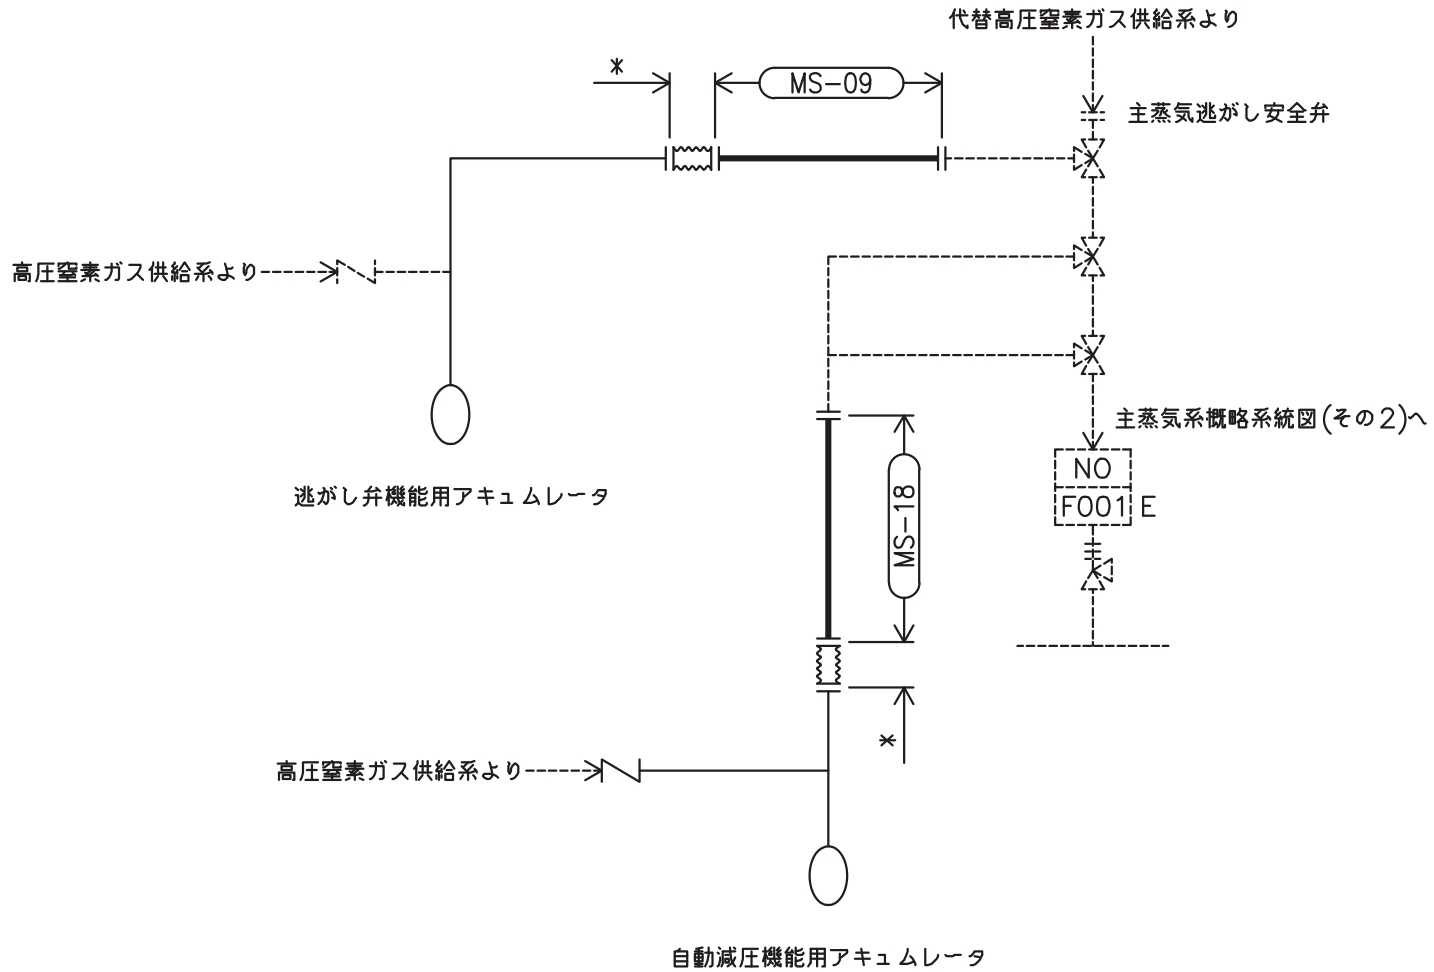 代替高圧窒素ガス供給系より
*
MS-09
主蒸気逃がし安全弁
高圧窒素ガス供給系より
主蒸気系概略系統図(その2)へ
NO
逃がし弁機能用アキュムレータ
MS-18
F001 E
*
高圧窒素ガス供給系より
自動減圧機能用アキュムレータ